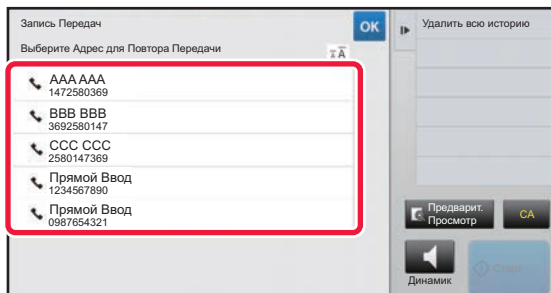 Запись Передач
OK
Удалить всю историю
Выберите Адрес для Повтора Передачи
AAA AAA
1472580369
BBB BBB
3692580147
CCC CCC
2580147369
Прямой Ввод
1234567890
Прямой Ввод
0987654321
Предварит.
Просмотр
CA
Динамик
Старт